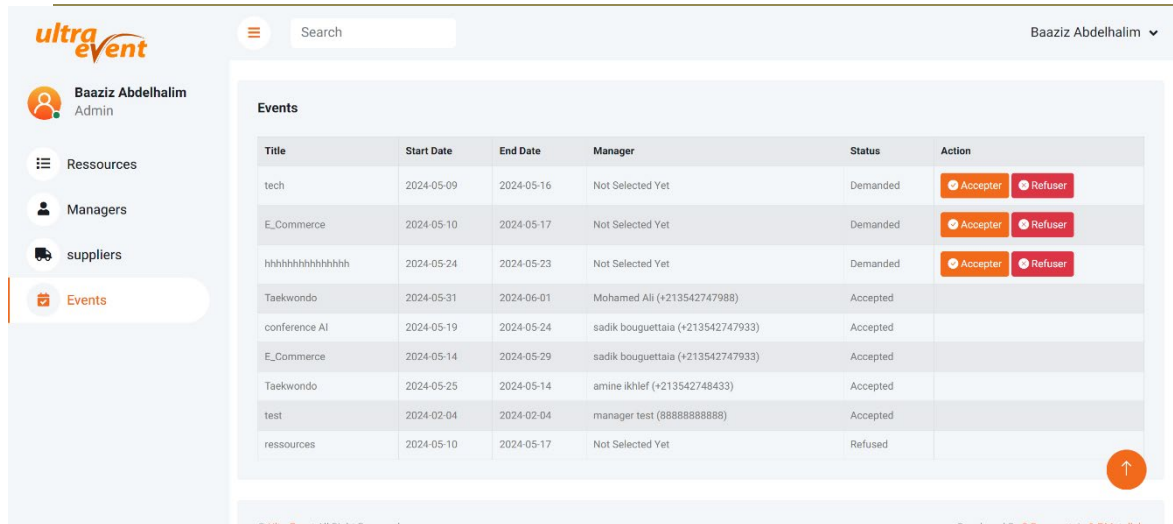 ultra
event
Search
Baaziz Abdelhalim
Baaziz Abdelhalim
Admin
Ressources
Managers
suppliers
Events
Events
Title Start Date End Date Manager Status Action
tech 2024-05-09 2024-05-16 Not Selected Yet Demanded Accepter Refuser
E_Commerce 2024-05-10 2024-05-17 Not Selected Yet Demanded Accepter Refuser
hhhhhhhhhhhhhhh 2024-05-24 2024-05-23 Not Selected Yet Demanded Accepter Refuser
Taekwondo 2024-05-31 2024-06-01 Mohamed Ali (+213542747988) Accepted
conference AI 2024-05-19 2024-05-24 sadik bouguettaia (+213542747933) Accepted
E_Commerce 2024-05-14 2024-05-29 sadik bouguettaia (+213542747933) Accepted
Taekwondo 2024-05-25 2024-05-14 amine ikhlef (+213542748433) Accepted
test 2024-02-04 2024-02-04 manager test (88888888888) Accepted
ressources 2024-05-10 2024-05-17 Not Selected Yet Refused